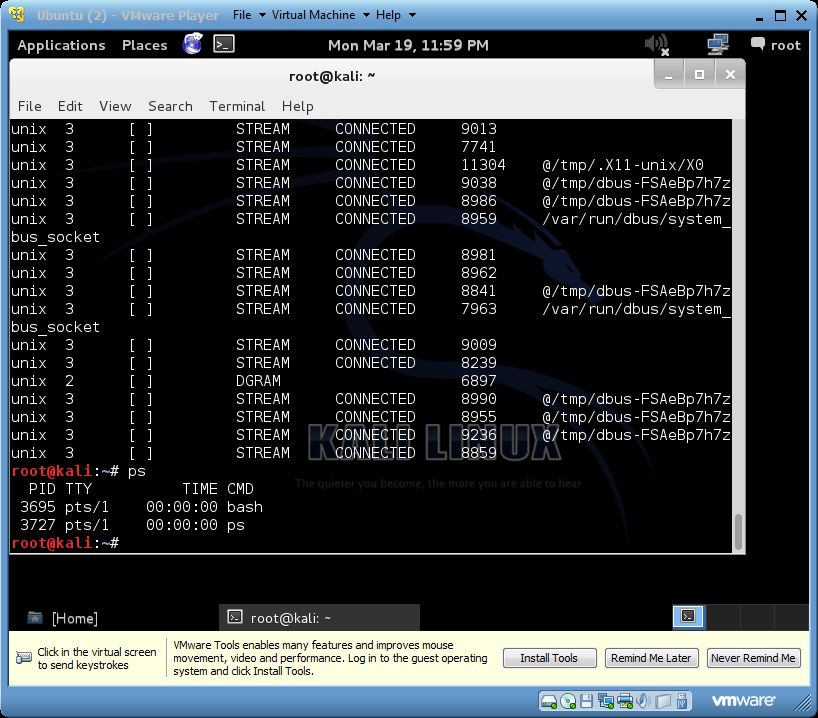 Ubuntu (2) - VMware Player File Virtual Machine Help
Applications Places Mon Mar 19, 11:59 PM root
root@kali: ~
File Edit View Search Terminal Help
unix 3 [ ] STREAM CONNECTED 9013
unix 3 [ ] STREAM CONNECTED 7741
unix 3 [ ] STREAM CONNECTED 11304 @/tmp/.X11-unix/X0
unix 3 [ ] STREAM CONNECTED 9038 @/tmp/dbus-FSAeBp7h7z
unix 3 [ ] STREAM CONNECTED 8986 @/tmp/dbus-FSAeBp7h7z
unix 3 [ ] STREAM CONNECTED 8959 /var/run/dbus/system_
bus_socket
unix 3 [ ] STREAM CONNECTED 8981
unix 3 [ ] STREAM CONNECTED 8962
unix 3 [ ] STREAM CONNECTED 8841 @/tmp/dbus-FSAeBp7h7z
unix 3 [ ] STREAM CONNECTED 7963 /var/run/dbus/system_
bus_socket
unix 3 [ ] STREAM CONNECTED 9009
unix 3 [ ] STREAM CONNECTED 8239
unix 2 [ ] DGRAM 6897
unix 3 [ ] STREAM CONNECTED 8990 @/tmp/dbus-FSAeBp7h7z
unix 3 [ ] STREAM CONNECTED 8955 @/tmp/dbus-FSAeBp7h7z
unix 3 [ ] STREAM CONNECTED 9236 @/tmp/dbus-FSAeBp7h7z
unix 3 [ ] STREAM CONNECTED 8859
KALI LINUX
root@kali:~# ps
The quieter you become, the more you are able to hear.
PID TTY TIME CMD
3695 pts/1 00:00:00 bash
3727 pts/1 00:00:00 ps
root@kali:~#
[Home] root@kali: ~
Click in the virtual screen
to send keystrokes
VMware Tools enables many features and improves mouse
movement, video and performance. Log in to the guest operating
system and click Install Tools.
Install Tools Remind Me Later Never Remind Me
vmware